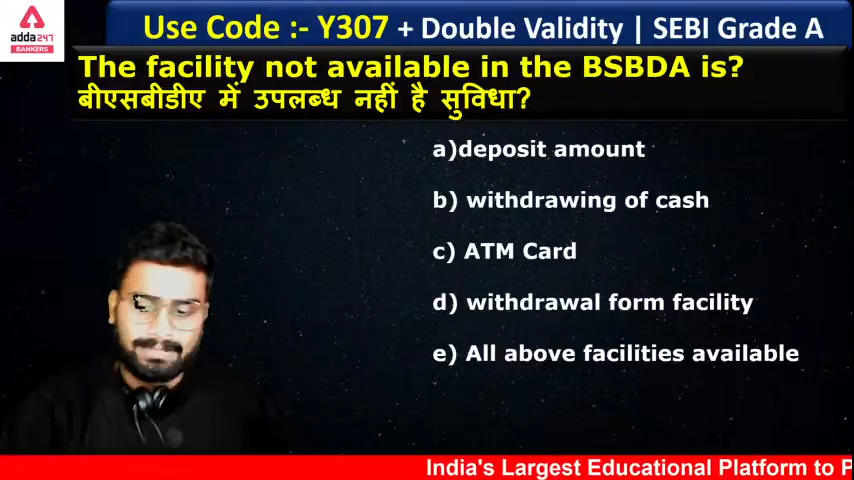 adda247
BANKERS
Use Code :- Y307 + Double Validity | SEBI Grade A
The facility not available in the BSBDA is?
बीएसबीडीए में उपलब्ध नहीं है सुविधा?
a)deposit amount
b) withdrawing of cash
c) ATM Card
d) withdrawal form facility
e) All above facilities available
India's Largest Educational Platform to P